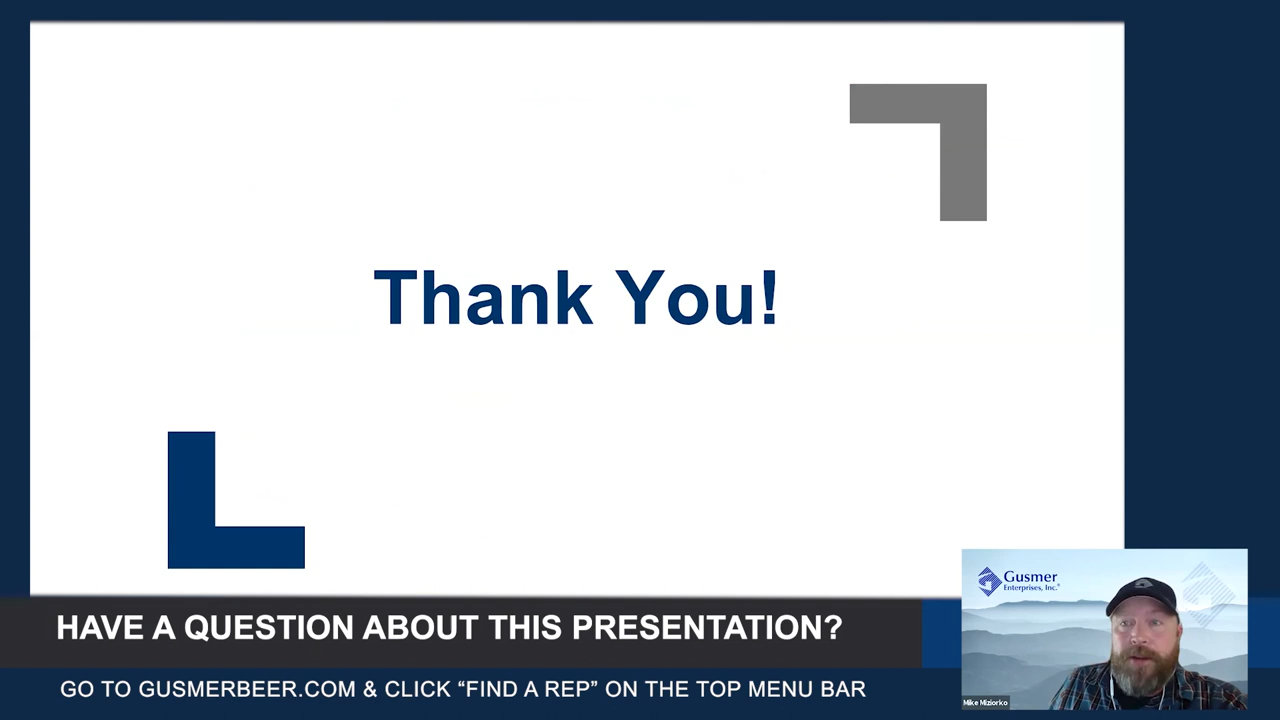 Thank You!
HAVE A QUESTION ABOUT THIS PRESENTATION?
GO TO GUSMERBEER.COM & CLICK “FIND A REP” ON THE TOP MENU BAR
Gusmer
Enterprises, Inc.®
Mike Miziorko